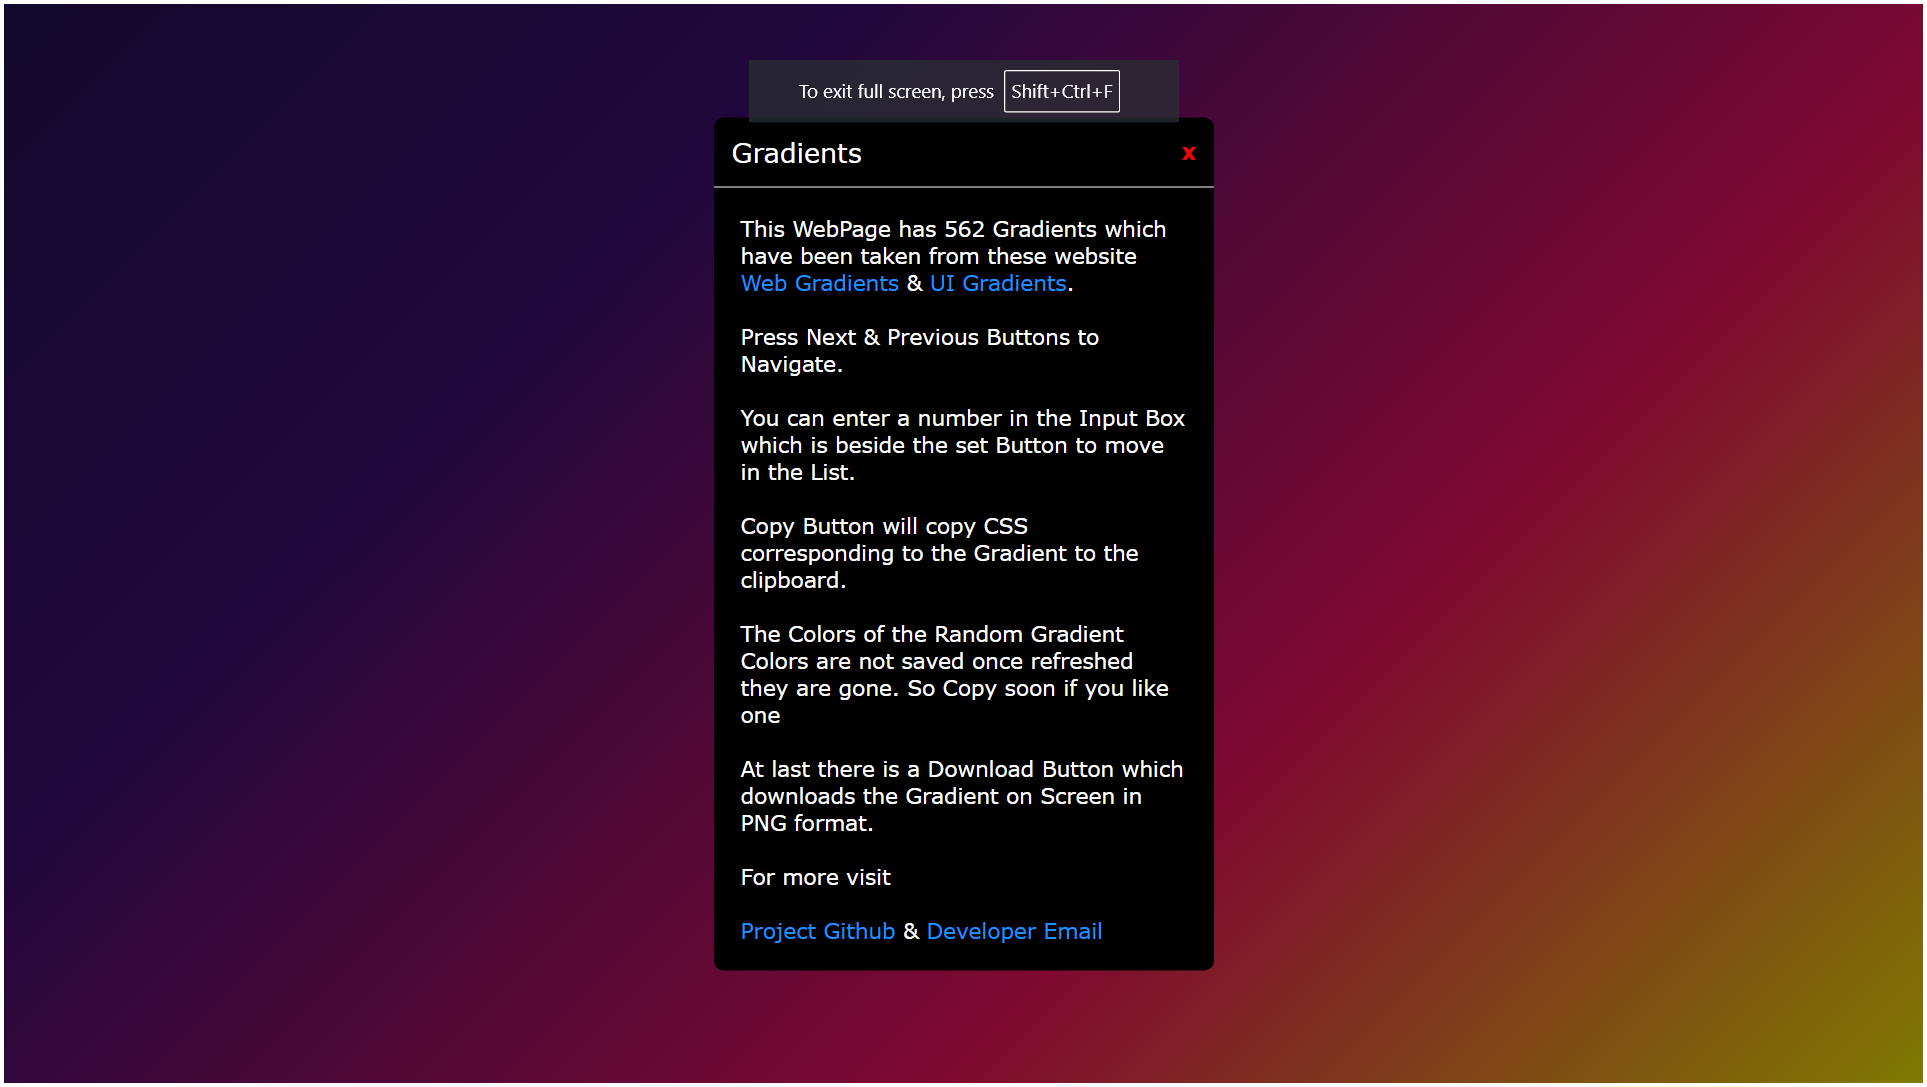 To exit full screen, press Shift+Ctrl+F
Gradients x
This WebPage has 562 Gradients which
have been taken from these website
Web Gradients & UI Gradients.
Press Next & Previous Buttons to
Navigate.
You can enter a number in the Input Box
which is beside the set Button to move
in the List.
Copy Button will copy CSS
corresponding to the Gradient to the
clipboard.
The Colors of the Random Gradient
Colors are not saved once refreshed
they are gone. So Copy soon if you like
one
At last there is a Download Button which
downloads the Gradient on Screen in
PNG format.
For more visit
Project Github & Developer Email